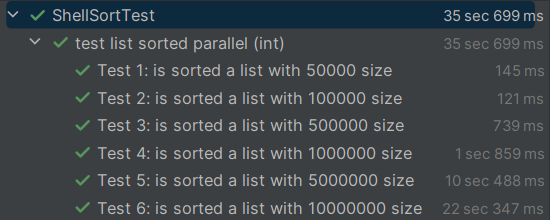 ShellSortTest 35 sec 699 ms
test list sorted parallel (int) 35 sec 699 ms
Test 1: is sorted a list with 50000 size 145 ms
Test 2: is sorted a list with 100000 size 121 ms
Test 3: is sorted a list with 500000 size 739 ms
Test 4: is sorted a list with 1000000 size 1 sec 859 ms
Test 5: is sorted a list with 5000000 size 10 sec 488 ms
Test 6: is sorted a list with 10000000 size 22 sec 347 ms